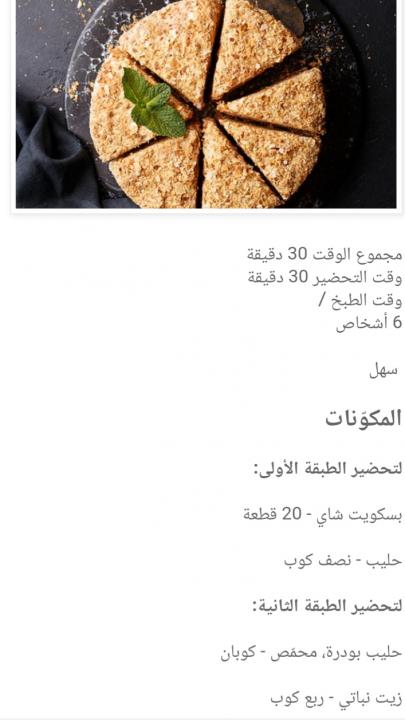 مجموع الوقت 30 دقيقة
وقت التحضير 30 دقيقة
وقت الطبخ /
6 أشخاص
سهل
المكوّنات
لتحضير الطبقة الأولى:
بسكويت شاي - 20 قطعة
حليب - نصف كوب
لتحضير الطبقة الثانية:
حليب بودرة، محمّص - كوبان
زيت نباتي - ربع كوب